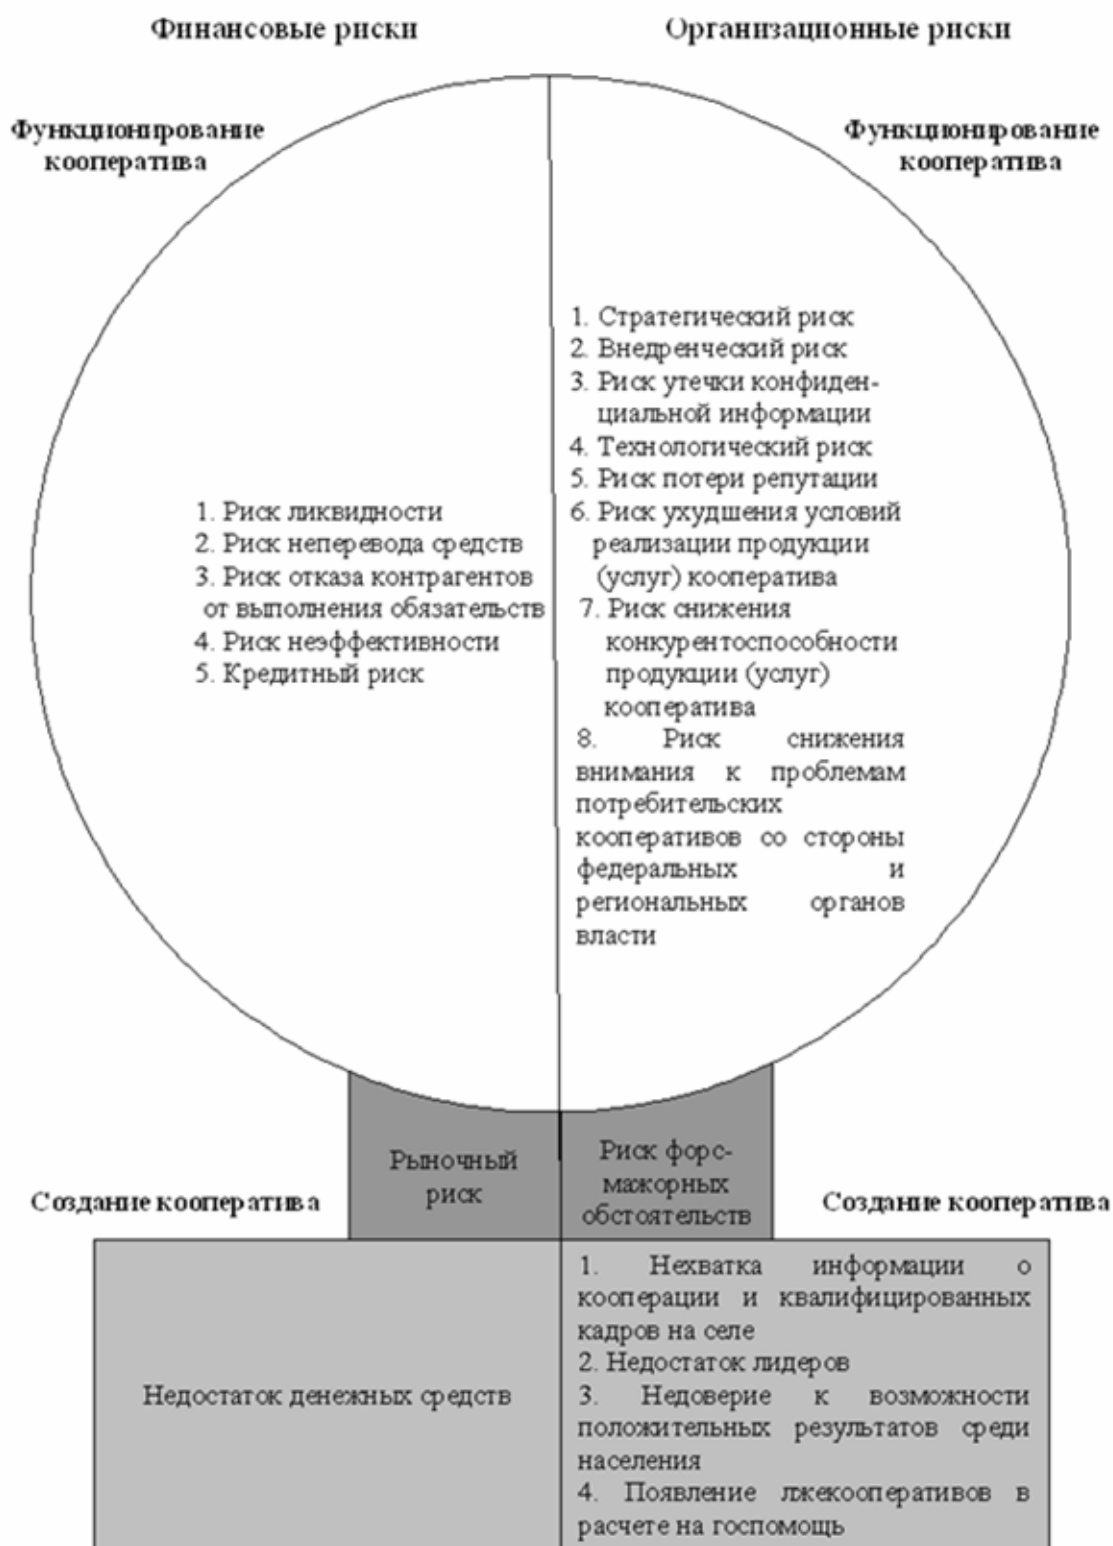 Финансовые риски
Организационные риски
Функционирование
кооператива
Функционирование
кооператива
1. Риск ликвидности
2. Риск неперевода средств
3. Риск отказа контрагентов
от выполнения обязательств
4. Риск неэффективности
5. Кредитный риск
1. Стратегический риск
2. Внедренческий риск
3. Риск утечки конфиден-
циальной информации
4. Технологический риск
5. Риск потери репутации
6. Риск ухудшения условий
реализации продукции
(услуг) кооператива
7. Риск снижения
конкурентоспособности
продукции (услуг)
кооператива
8. Риск снижения
внимания к проблемам
потребительских
кооперативов со стороны
федеральных и
региональных органов
власти
Рыночный
риск
Риск форс-
мажорных
обстоятельств
Создание кооператива
Создание кооператива
Недостаток денежных средств
1. Нехватка информации о
кооперации и квалифицированных
кадров на селе
2. Недостаток лидеров
3. Недоверие к возможности
положительных результатов среди
населения
4. Появление лжекооперативов в
расчете на госпомощь